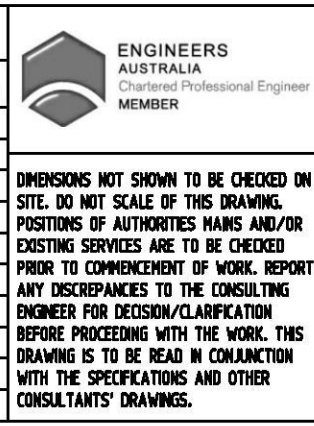 ENGINEERS
AUSTRALIA
Chartered Professional Engineer
MEMBER
DIMENSIONS NOT SHOWN TO BE CHECKED ON
SITE. DO NOT SCALE OF THIS DRAWING.
POSITIONS OF AUTHORITIES MAINS AND/OR
EXISTING SERVICES ARE TO BE CHECKED
PRIOR TO COMMENCEMENT OF WORK. REPORT
ANY DISCREPANCIES TO THE CONSULTING
ENGINEER FOR DECISION/CLARIFICATION
BEFORE PROCEEDING WITH THE WORK. THIS
DRAWING IS TO BE READ IN CONJUNCTION
WITH THE SPECIFICATIONS AND OTHER
CONSULTANTS' DRAWINGS.